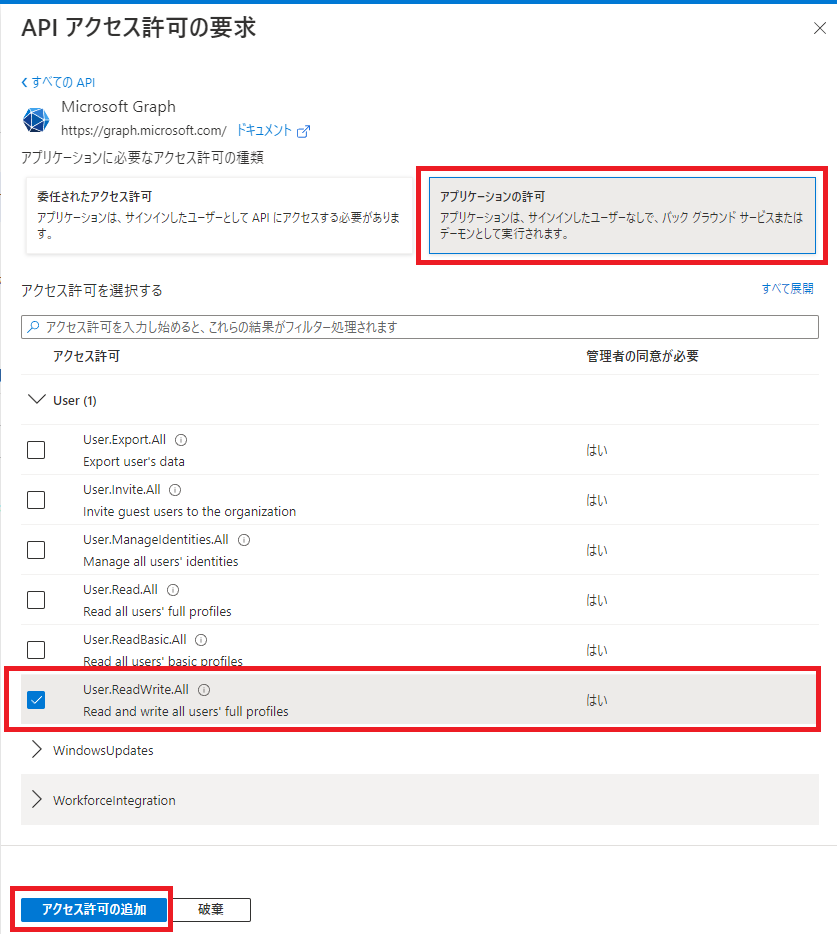 API アクセス許可の要求
すべての API
Microsoft Graph
https://graph.microsoft.com/ ドキュメント
アプリケーションに必要なアクセス許可の種類
委任されたアクセス許可
アプリケーションは、サインインしたユーザーとして API にアクセスする必要がありま
す。
アプリケーションの許可
アプリケーションは、サインインしたユーザーなしで、バック グラウンド サービスまたは
デーモンとして実行されます。
アクセス許可を選択する
すべて展開
アクセス許可を入力し始めると、これらの結果がフィルター処理されます
アクセス許可 管理者の同意が必要
User (1)
User.Export.All
Export user's data
はい
User.Invite.All
Invite guest users to the organization
はい
User.ManageIdentities.All
Manage all users' identities
はい
User.Read.All
Read all users' full profiles
はい
User.ReadBasic.All
Read all users' basic profiles
はい
User.ReadWrite.All
Read and write all users' full profiles
はい
WindowsUpdates
WorkforceIntegration
アクセス許可の追加 破棄